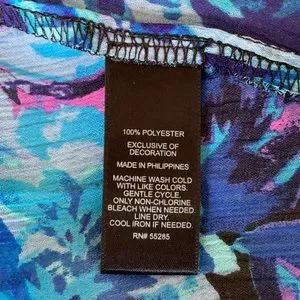 100% POLYESTER
EXCLUSIVE OF
DECORATION
MADE IN PHILIPPINES
MACHINE WASH COLD
WITH LIKE COLORS.
GENTLE CYCLE.
ONLY NON-CHLORINE
BLEACH WHEN NEEDED.
LINE DRY.
COOL IRON IF NEEDED.
RN# 55285